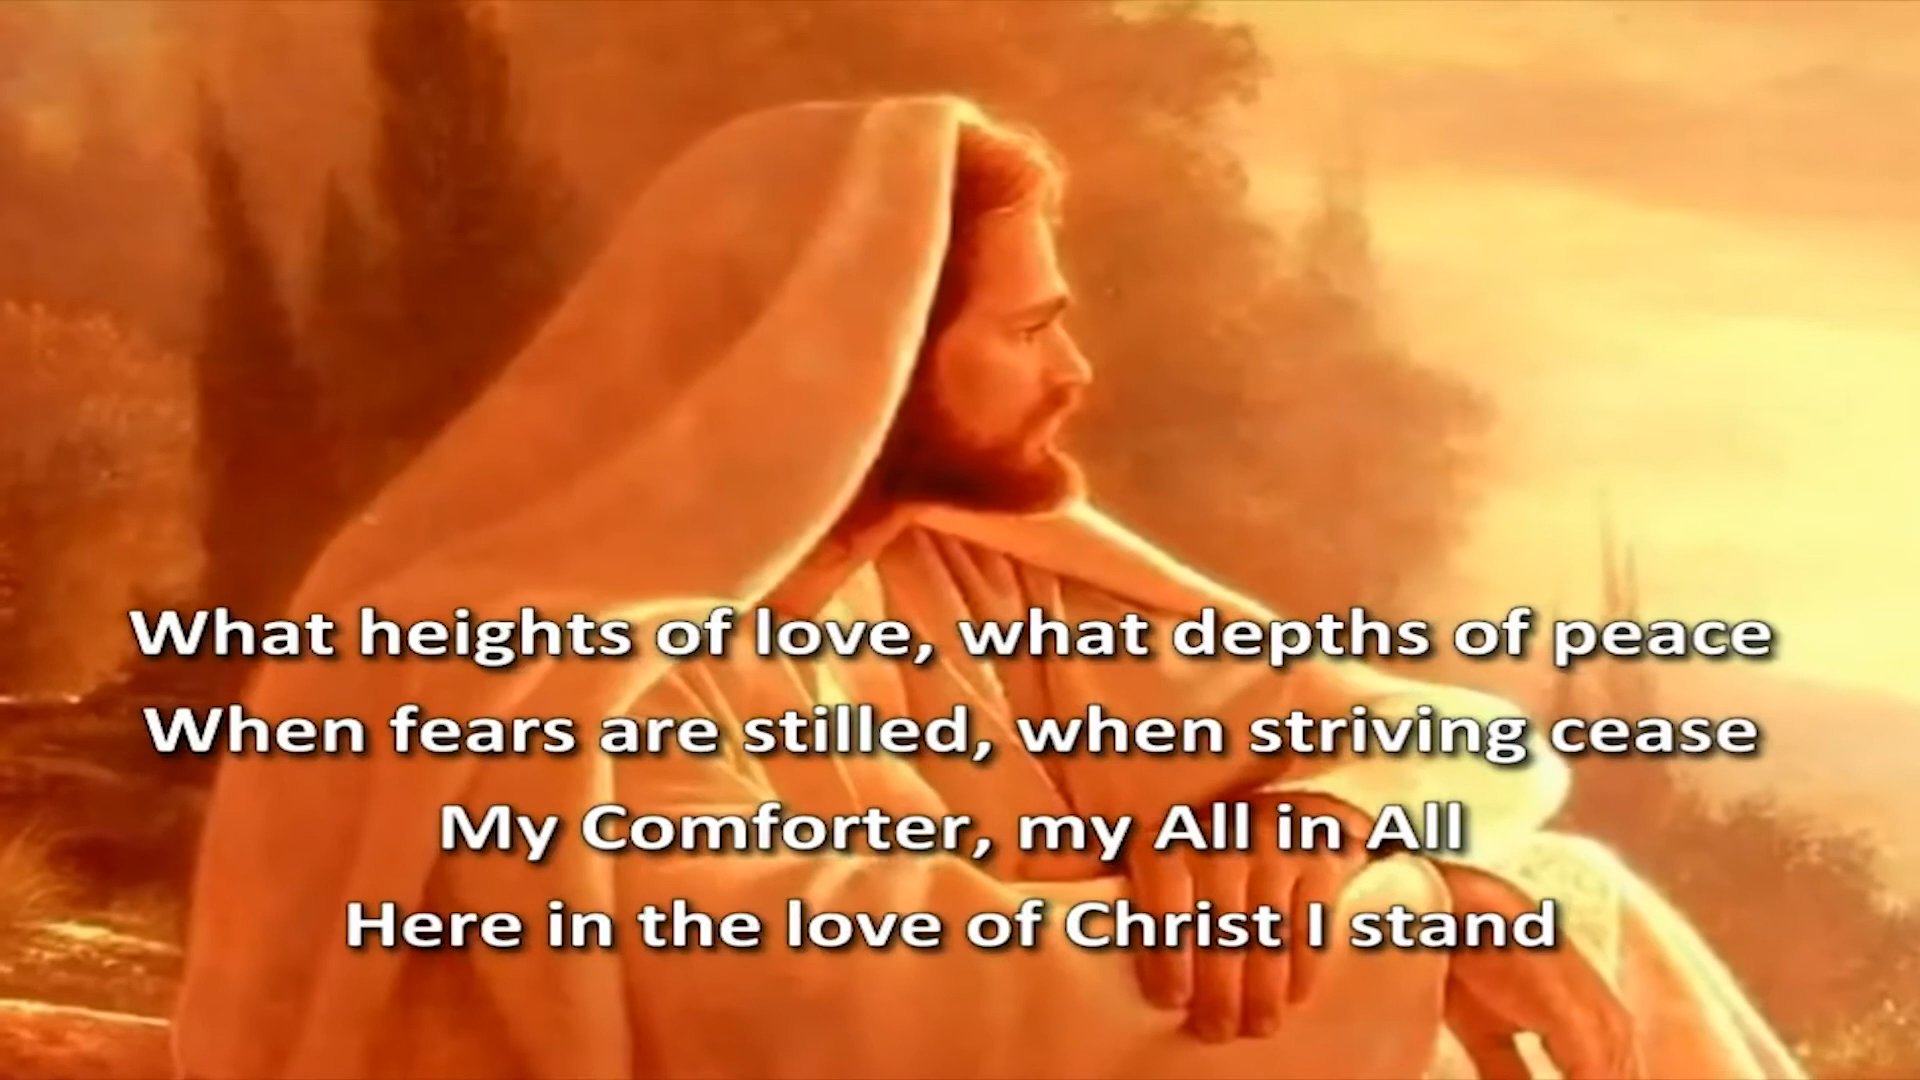 What heights of love, what depths of peace
When fears are stilled, when striving cease
My Comforter, my All in All
Here in the love of Christ I stand